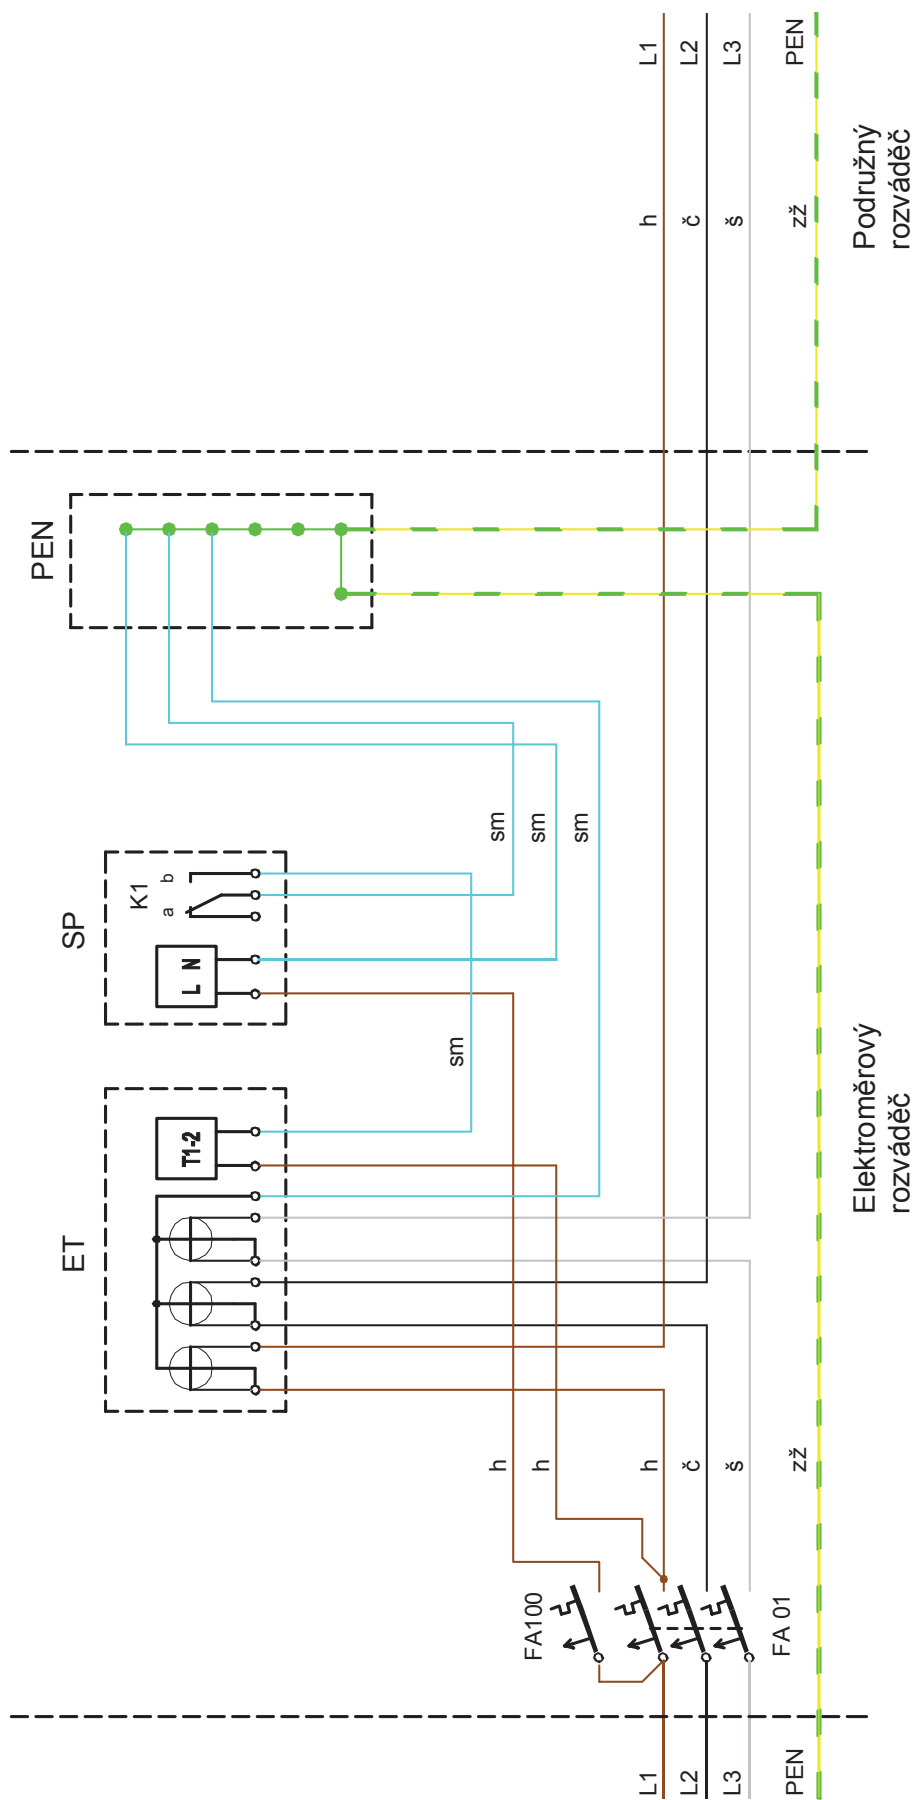 PEN
SP
ET
K1
a
b
L N
T1-2
sm
sm
sm
sm
h
h
FA100
FA 01
L1
L2
L3
PEN
h
č
š
zž
h
č
š
zž
L1
L2
L3
PEN
Elektroměrový
rozváděč
Podružný
rozváděč